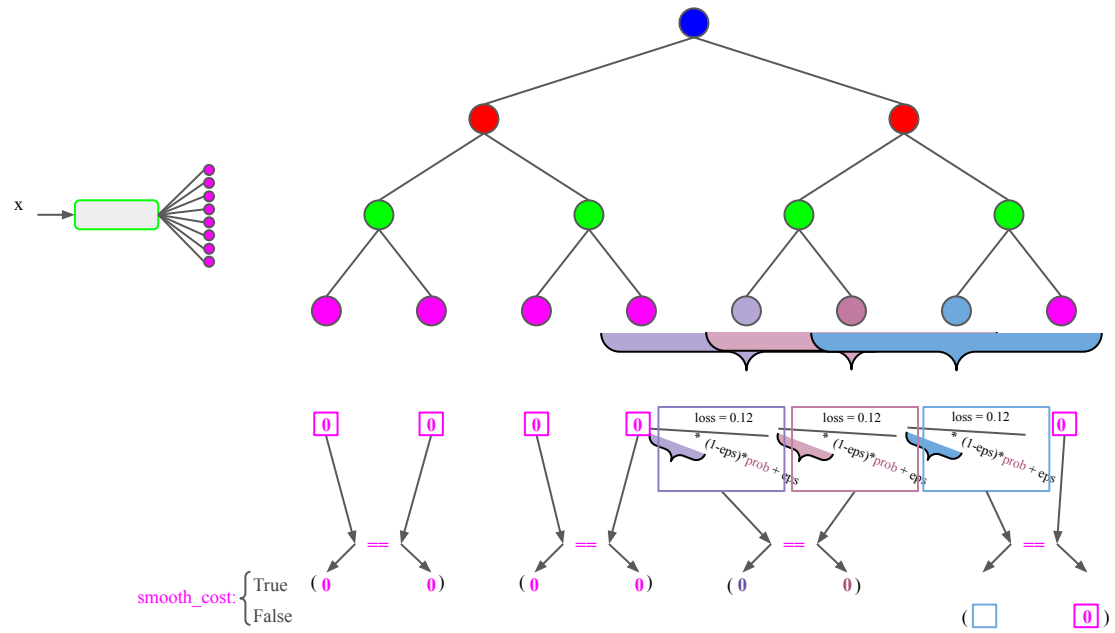 x
0 0 0 0 0
loss = 0.12 loss = 0.12 loss = 0.12
* (1-eps)*prob + eps * (1-eps)*prob + eps * (1-eps)*prob + eps
== == == ==
smooth_cost:
True (0 0) (0 0) (0 0)
False ( 0 )